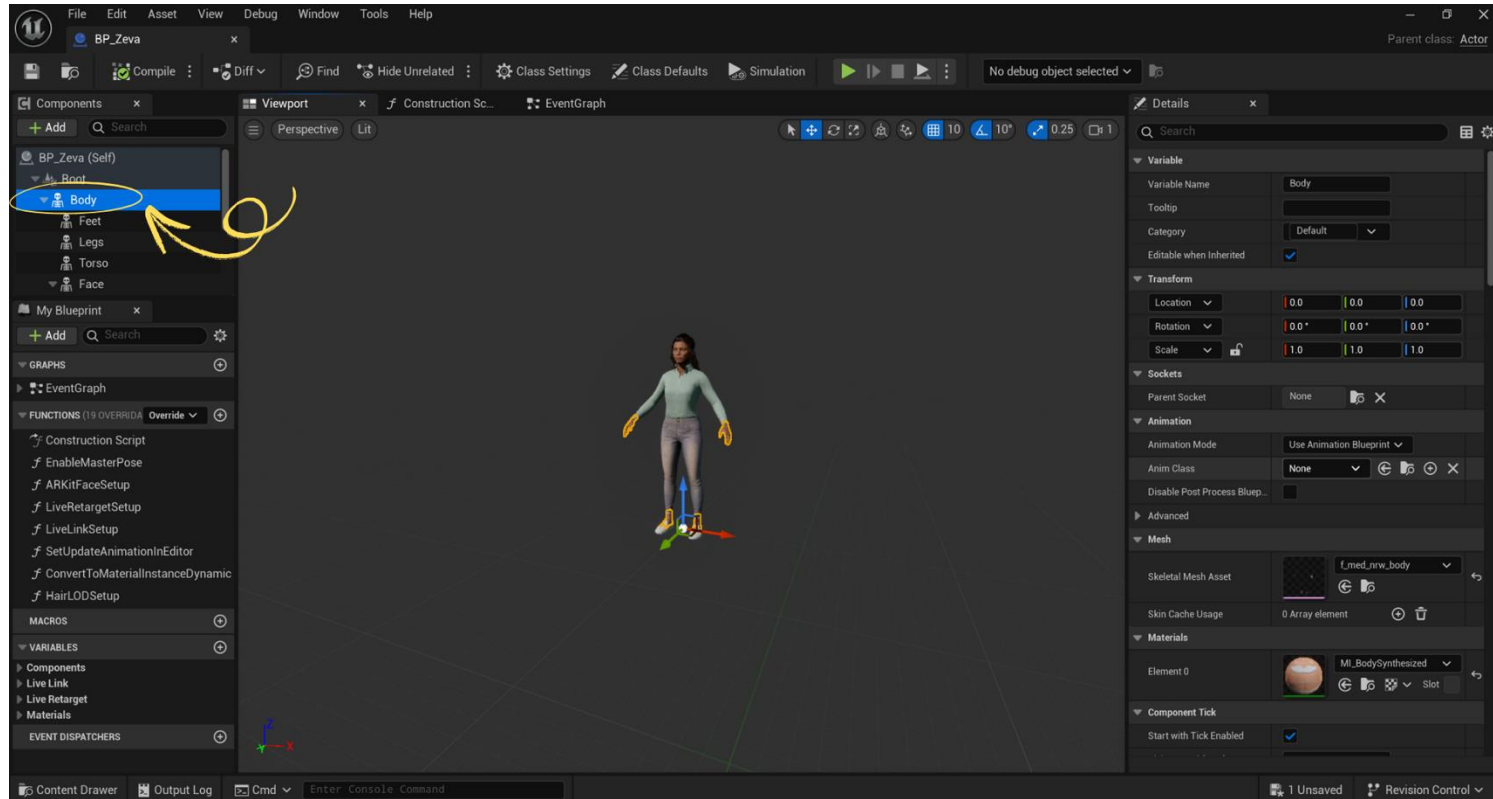 File Edit Asset View Debug Window Tools Help
BP_Zeva
Parent class: Actor
Compile Diff Find Hide Unrelated Class Settings Class Defaults Simulation No debug object selected
Components
Viewport Construction Sc... EventGraph
Details
Add Search
Perspective Lit
10 10° 0.25 1
Search
BP_Zeva (Self)
Root
Body
Feet
Legs
Torso
Face
My Blueprint
Add Search
GRAPHS
EventGraph
FUNCTIONS (19 OVERRIDA Override
Construction Script
EnableMasterPose
ARKitFaceSetup
LiveRetargetSetup
LiveLinkSetup
SetUpdateAnimationInEditor
ConvertToMaterialInstanceDynamic
HairLODSetup
MACROS
VARIABLES
Components
Live Link
Live Retarget
Materials
EVENT DISPATCHERS
Z
Y
X
Variable
Variable Name Body
Tooltip
Category Default
Editable when Inherited
Transform
Location 0.0 0.0 0.0
Rotation 0.0° 0.0° 0.0°
Scale 1.0 1.0 1.0
Sockets
Parent Socket None
Animation
Animation Mode Use Animation Blueprint
Anim Class None
Disable Post Process Bluep...
Advanced
Mesh
Skeletal Mesh Asset f_med_nrw_body
Skin Cache Usage 0 Array element
Materials
Element 0 MI_BodySynthesized
Slot
Component Tick
Start with Tick Enabled
Content Drawer Output Log Cmd Enter Console Command 1 Unsaved Revision Control